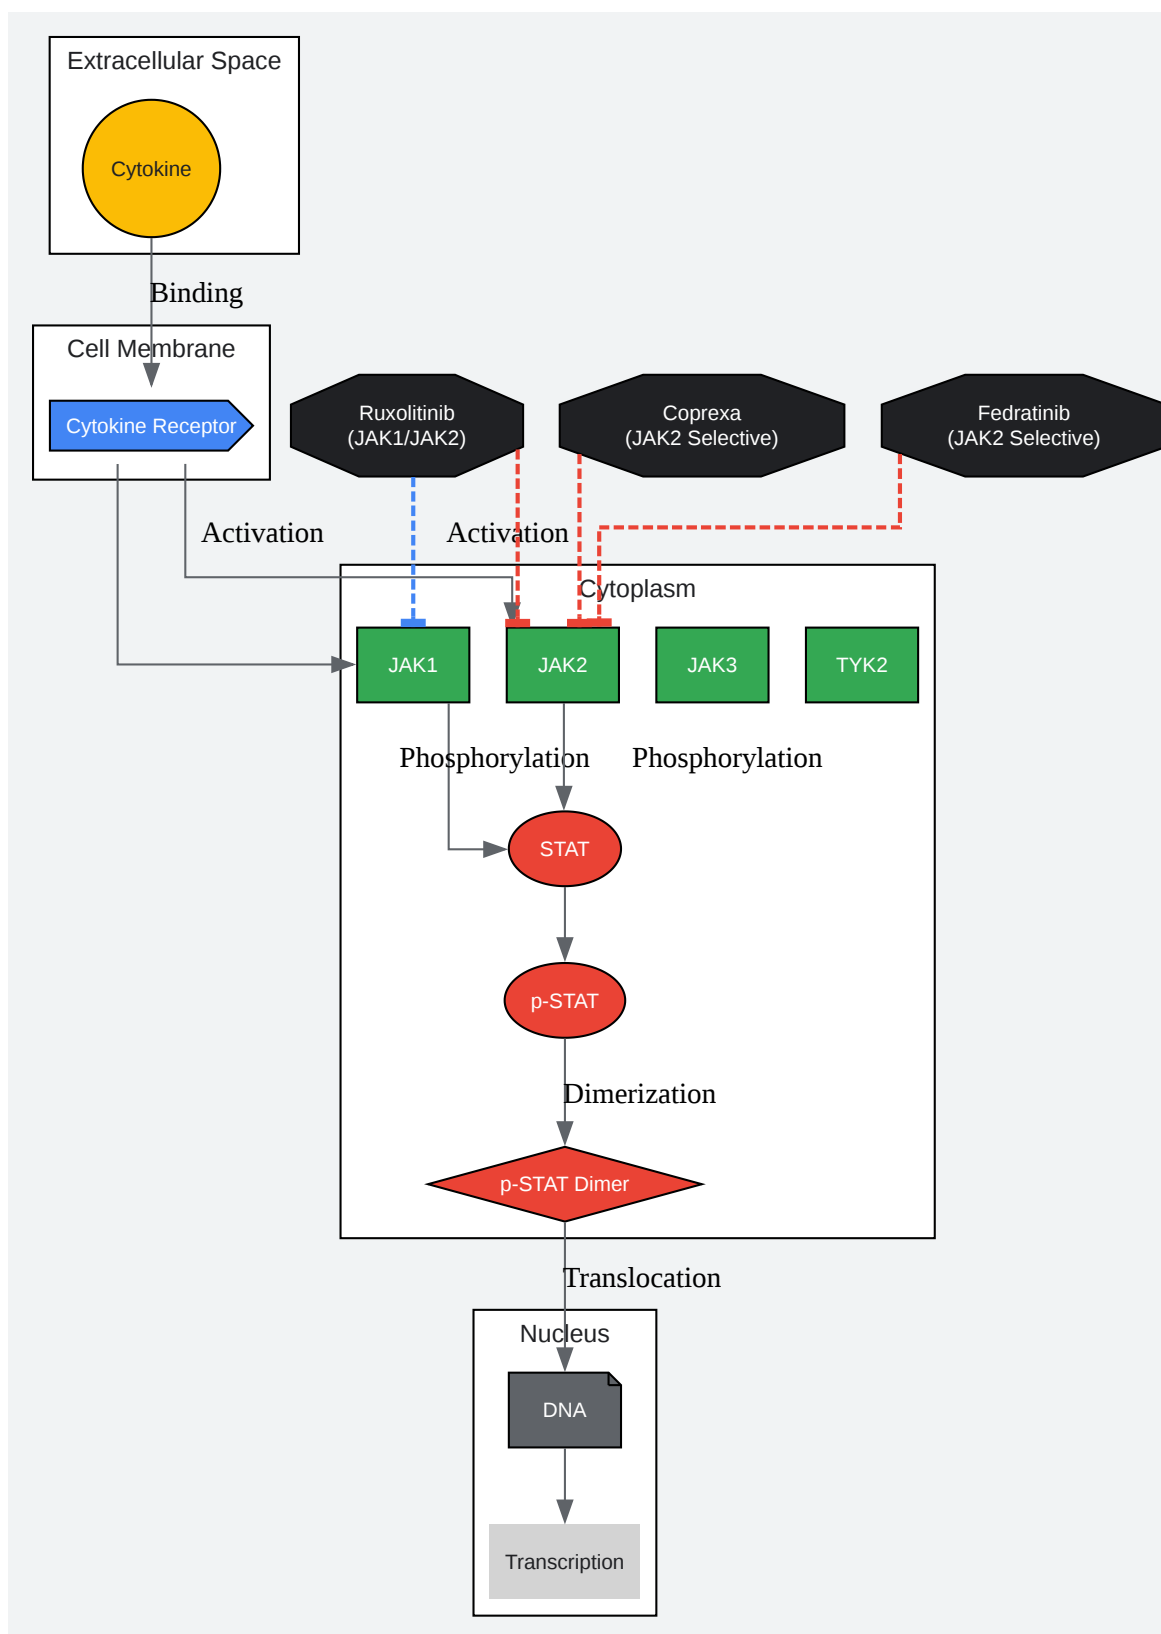 Extracellular Space
Cytokine
Binding
Cell Membrane
Cytokine Receptor
Ruxolitinib
(JAK1/JAK2)
Coprexa
(JAK2 Selective)
Fedratinib
(JAK2 Selective)
Activation
Activation
Cytoplasm
JAK1
JAK2
JAK3
TYK2
Phosphorylation
Phosphorylation
STAT
p-STAT
Dimerization
p-STAT Dimer
Translocation
Nucleus
DNA
Transcription